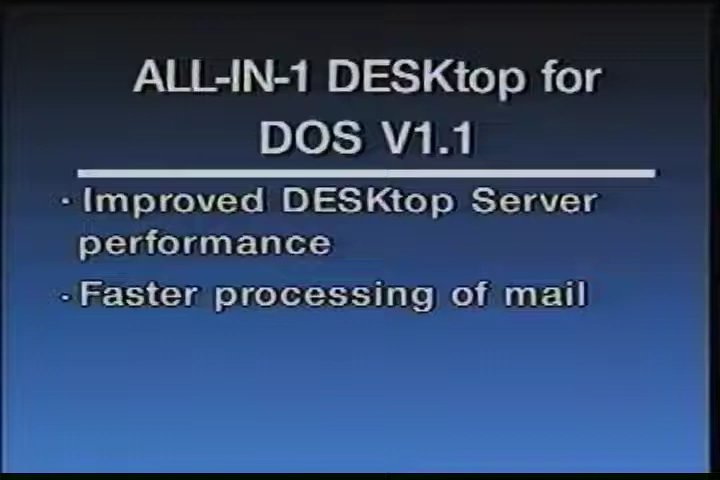 ALL-IN-1 DESKtop for
DOS V1.1
· Improved DESKtop Server
performance
· Faster processing of mail